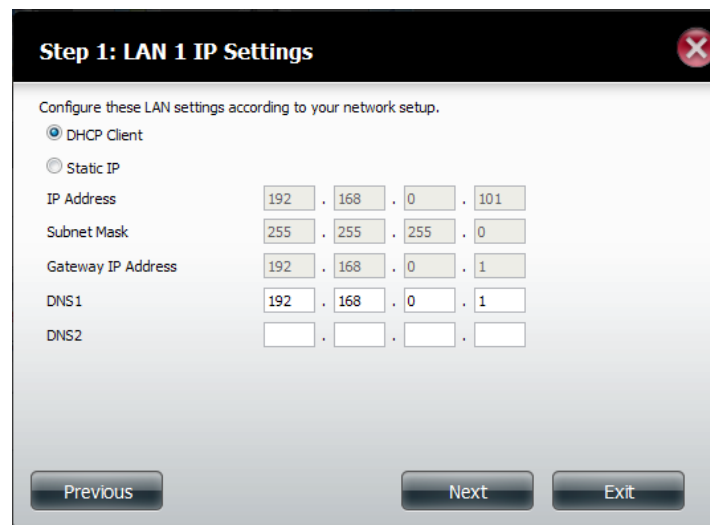 Step 1: LAN 1 IP Settings
Configure these LAN settings according to your network setup.
DHCP Client
Static IP
IP Address 192 . 168 . 0 . 101
Subnet Mask 255 . 255 . 255 . 0
Gateway IP Address 192 . 168 . 0 . 1
DNS1 192 . 168 . 0 . 1
DNS2 . . .
Previous Next Exit